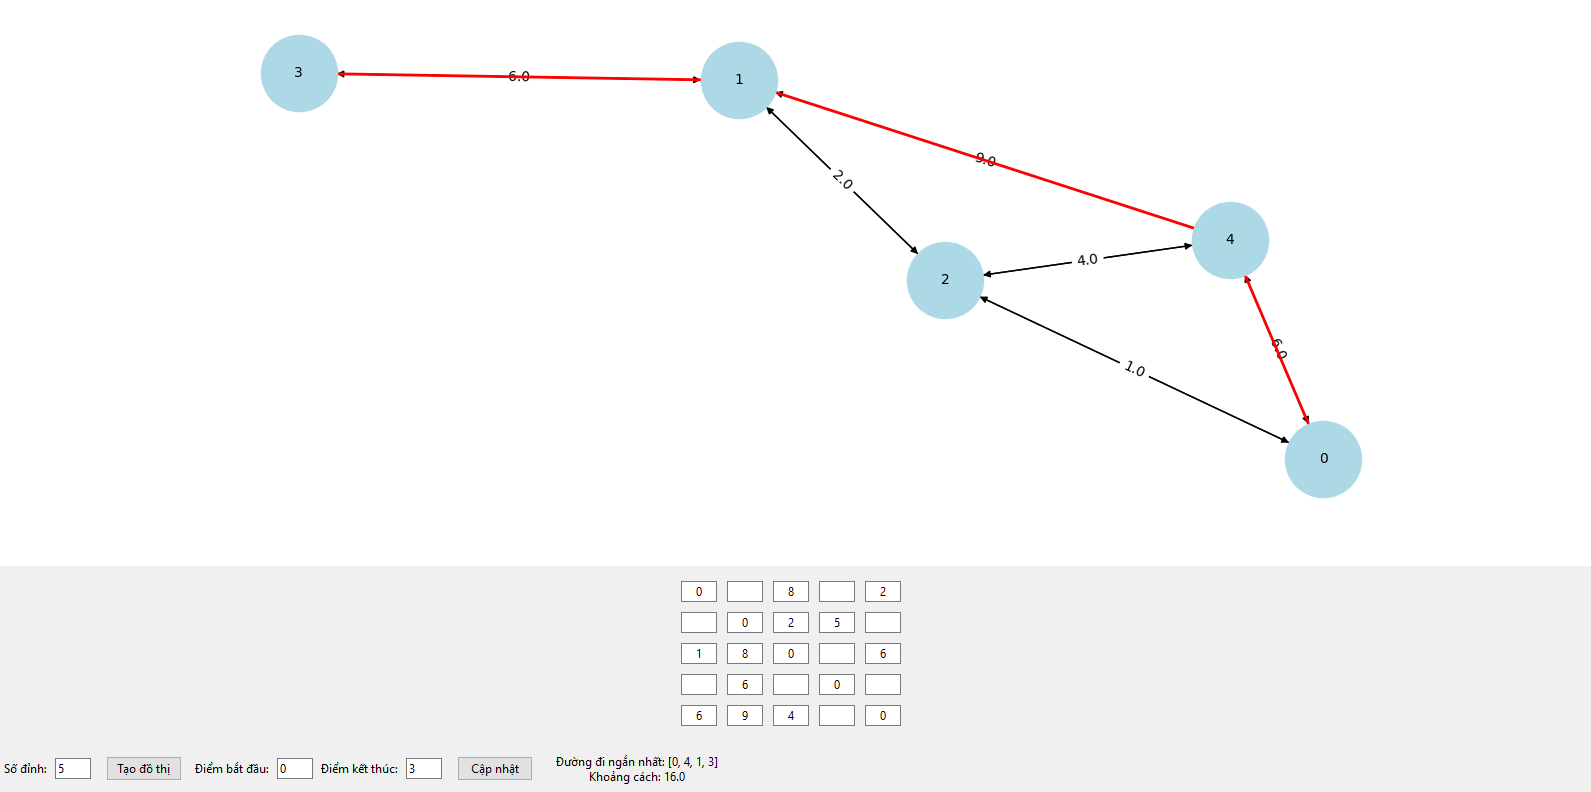 3
6.0
1
9.0
2.0
4
4.0
2
6.0
1.0
0
0 8 2
0 2 5
1 8 0 6
6 0
6 9 4 0
Số đỉnh: 5 Tạo đồ thị Điểm bắt đầu: 0 Điểm kết thúc: 3 Cập nhật
Đường đi ngắn nhất: [0, 4, 1, 3]
Khoảng cách: 16.0